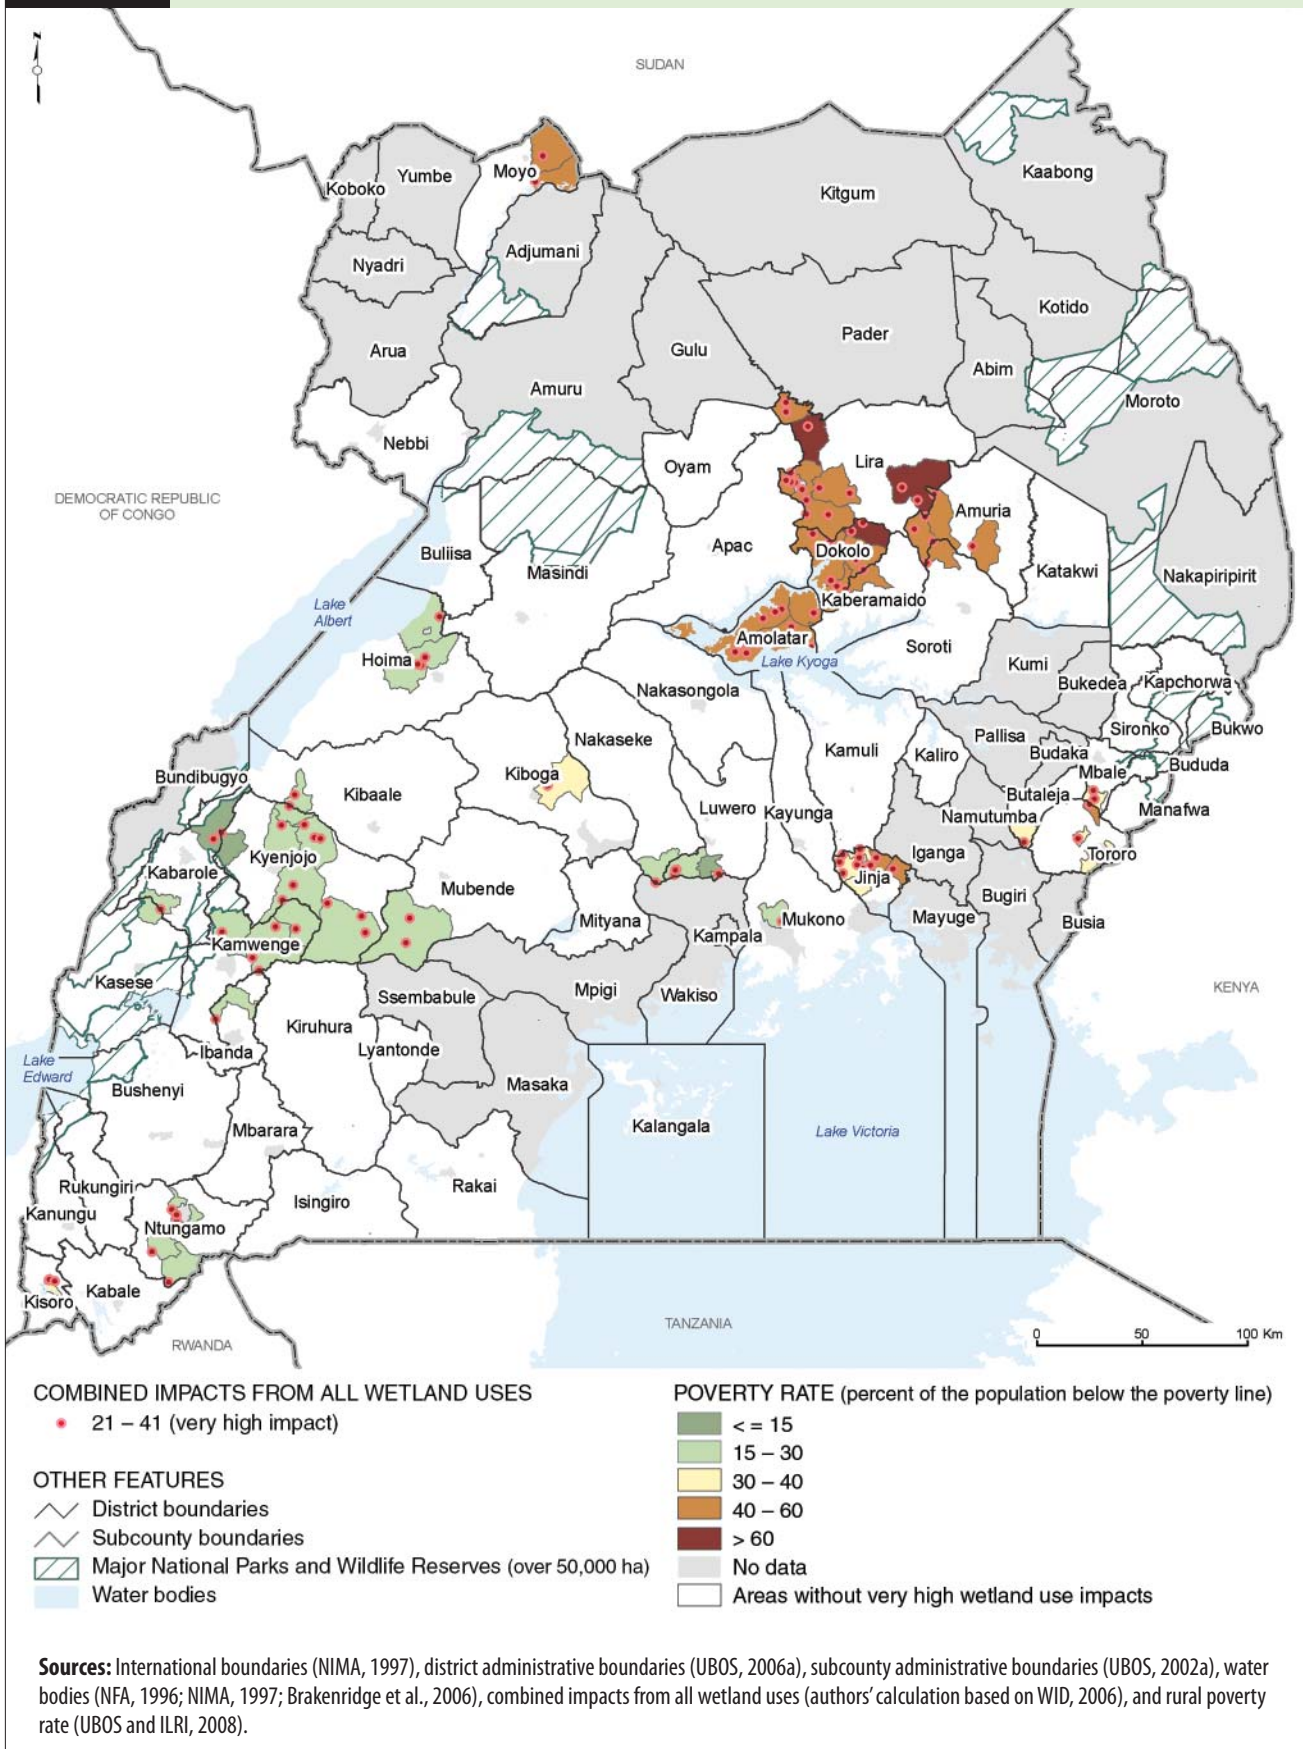 N
SUDAN
Kaabong
Koboko
Yumbe
Moyo
Kitgum
Adjumani
Nyadri
Kotido
Arua
Gulu
Pader
Abim
Amuru
Moroto
Nebbi
Oyam
Lira
DEMOCRATIC REPUBLIC
OF CONGO
Amuria
Buliisa
Apac
Dokolo
Masindi
Katakwi
Nakapiripirit
Lake
Albert
Kaberamaido
Amolatar
Soroti
Hoima
Lake Kyoga
Kumi
Nakasongola
Bukedea
Kapchorwa
Nakaseke
Kamuli
Kaliro
Pallisa
Sironko
Bukwo
Budaka
Bundibugyo
Kiboga
Mbale
Bududa
Kibaale
Butaleja
Luwero
Kayunga
Namutumba
Manafwa
Kyenjojo
Iganga
Tororo
Kabarole
Mubende
Jinja
Bugiri
Mityana
Mukono
Mayuge
Busia
Kamwenge
Kampala
Kasese
Ssembabule
Mpigi
Wakiso
KENYA
Kiruhura
Ibanda
Lyantonde
Lake
Edward
Bushenyi
Masaka
Mbarara
Kalangala
Lake Victoria
Rukungiri
Isingiro
Rakai
Kanungu
Ntungamo
Kabale
Kisoro
RWANDA
TANZANIA
0 50 100 Km
COMBINED IMPACTS FROM ALL WETLAND USES
21 – 41 (very high impact)
OTHER FEATURES
District boundaries
Subcounty boundaries
Major National Parks and Wildlife Reserves (over 50,000 ha)
Water bodies
POVERTY RATE (percent of the population below the poverty line)
< = 15
15 – 30
30 – 40
40 – 60
> 60
No data
Areas without very high wetland use impacts
Sources: International boundaries (NIMA, 1997), district administrative boundaries (UBOS, 2006a), subcounty administrative boundaries (UBOS, 2002a), water
bodies (NFA, 1996; NIMA, 1997; Brakenridge et al., 2006), combined impacts from all wetland uses (authors' calculation based on WID, 2006), and rural poverty
rate (UBOS and ILRI, 2008).